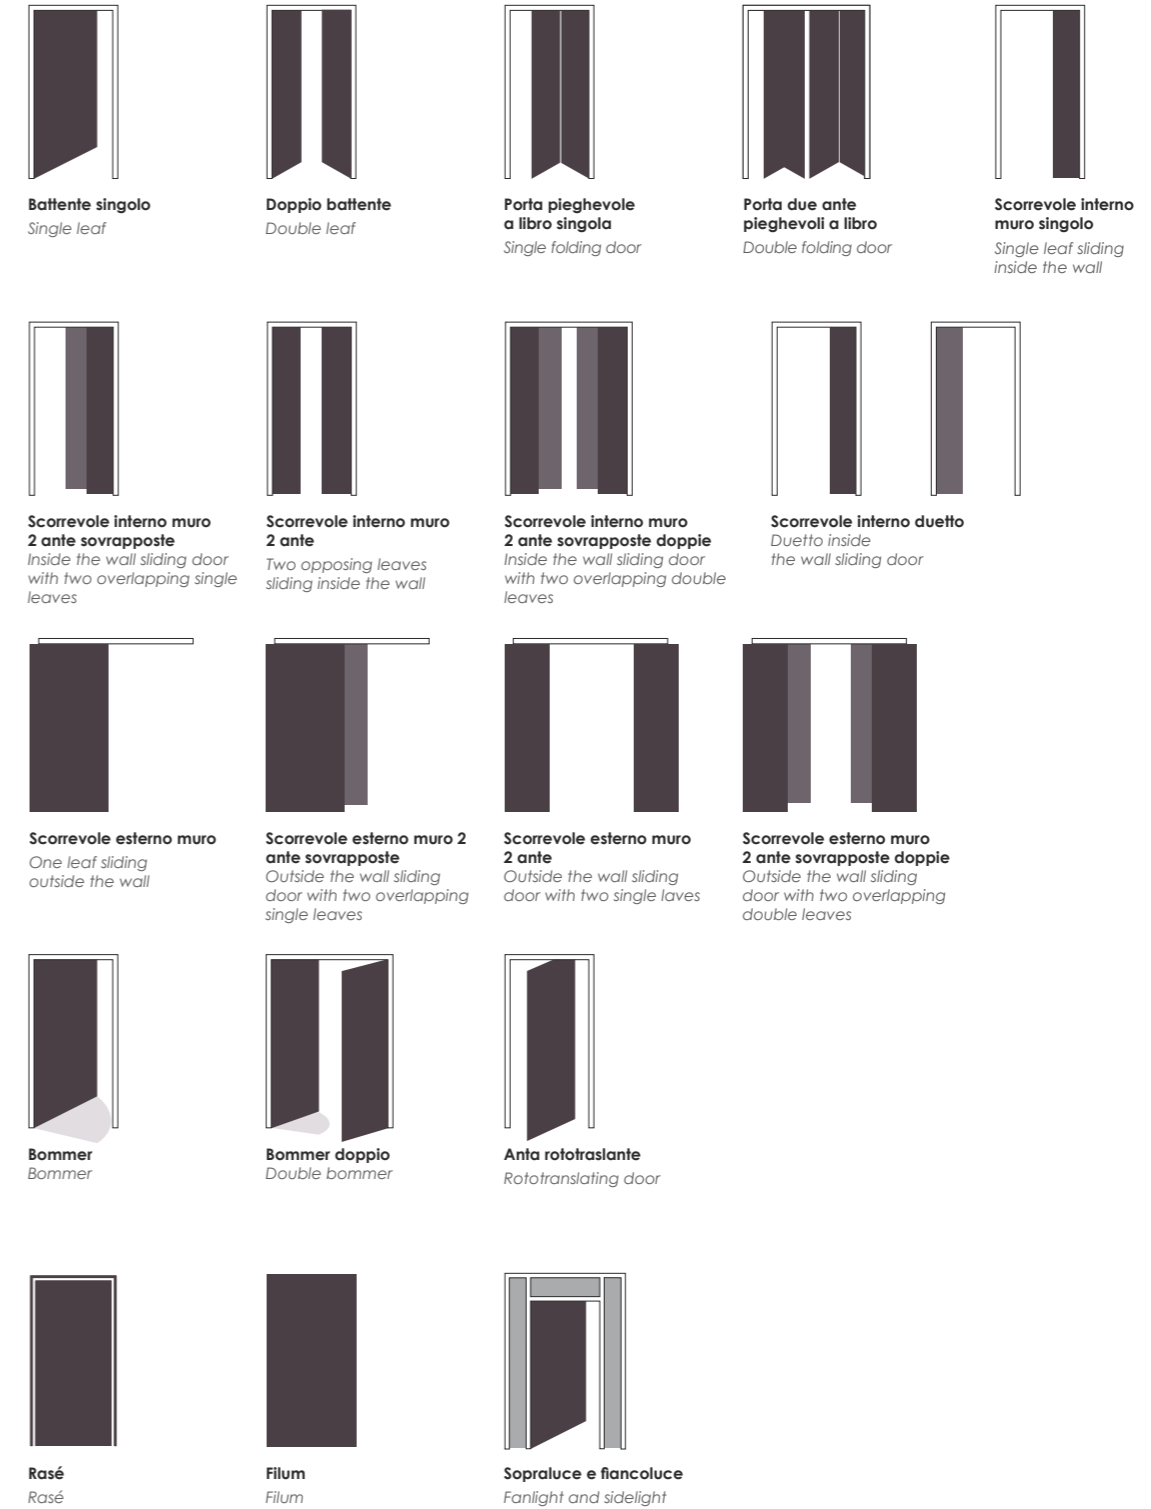 Battente singolo
Single leaf
Doppio battente
Double leaf
Porta pieghevole
a libro singola
Single folding door
Porta due ante
pieghevoli a libro
Double folding door
Scorrevole interno
muro singolo
Single leaf sliding
inside the wall
Scorrevole interno muro
2 ante sovrapposte
Inside the wall sliding door
with two overlapping single
leaves
Scorrevole interno muro
2 ante
Two opposing leaves
sliding inside the wall
Scorrevole interno muro
2 ante sovrapposte doppie
Inside the wall sliding door
with two overlapping double
leaves
Scorrevole interno duetto
Duetto inside
the wall sliding door
Scorrevole esterno muro
One leaf sliding
outside the wall
Scorrevole esterno muro 2
ante sovrapposte
Outside the wall sliding
door with two overlapping
single leaves
Scorrevole esterno muro
2 ante
Outside the wall sliding
door with two single laves
Scorrevole esterno muro
2 ante sovrapposte doppie
Outside the wall sliding
door with two overlapping
double leaves
Bommer
Bommer
Bommer doppio
Double bommer
Anta rototraslante
Rototranslating door
Rasé
Rasé
Filum
Filum
Sopraluce e fiancoluce
Fanlight and sidelight